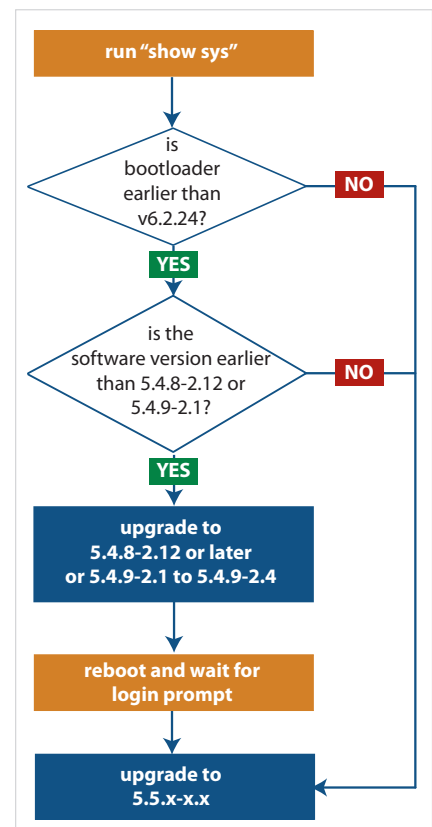 run “show sys”
is
bootloader
earlier than
v6.2.24?
NO
YES
is the
software version earlier
than 5.4.8-2.12 or
5.4.9-2.1?
NO
YES
upgrade to
5.4.8-2.12 or later
or 5.4.9-2.1 to 5.4.9-2.4
reboot and wait for
login prompt
upgrade to
5.5.x-x.x